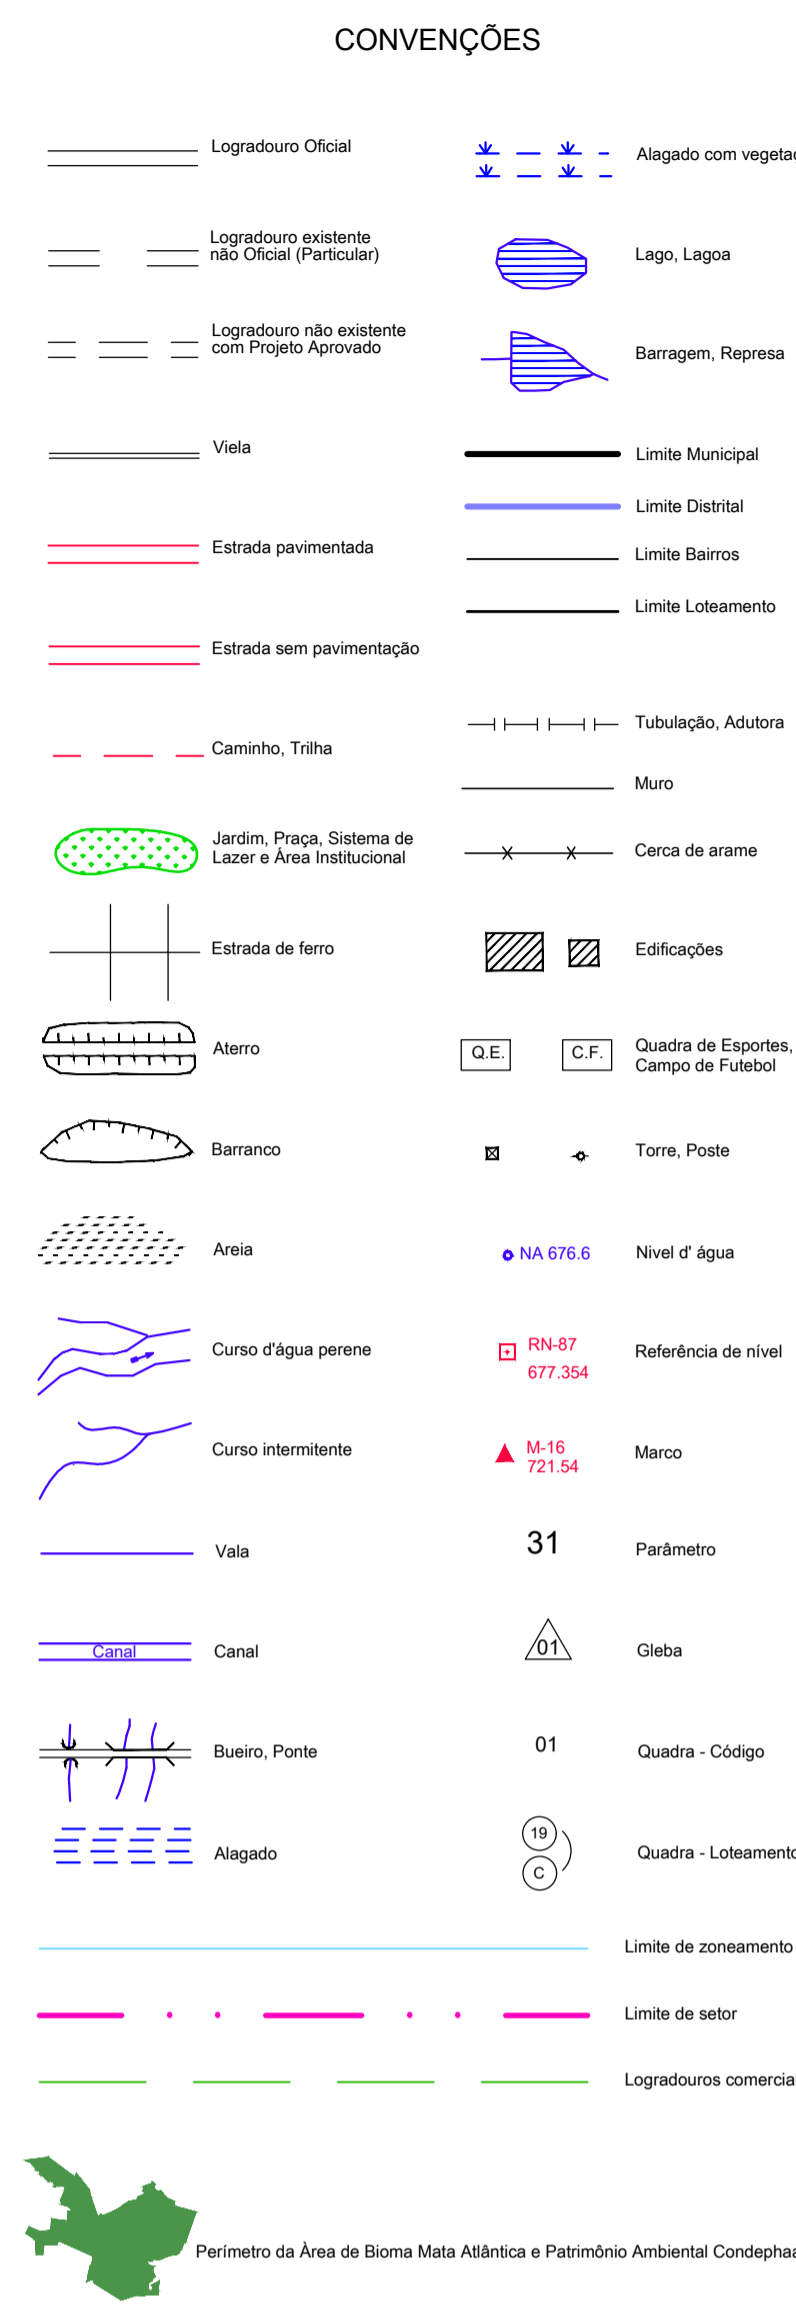 CONVENÇÕES
Logradouro Oficial
Logradouro existente
não Oficial (Particular)
Logradouro não existente
com Projeto Aprovado
Viela
Estrada pavimentada
Estrada sem pavimentação
Caminho, Trilha
Jardim, Praça, Sistema de
Lazer e Área Institucional
Estrada de ferro
Aterro
Barranco
Areia
Curso d'água perene
Curso intermitente
Vala
Canal
Canal
Bueiro, Ponte
Alagado
Alagado com
Lago, Lagoa
Barragem, Represa
Limite Municipal
Limite Distrital
Limite Bairros
Limite Loteamento
Tubulação, Adutora
Muro
Cerca de arame
Edificações
Q.E.
C.F.
Quadra de Esportes,
Campo de Futebol
Torre, Poste
NA 676.6
Nivel d' água
RN-87
677.354
Referência de nível
M-16
721.54
Marco
31
Parâmetro
01
Gleba
01
Quadra - Código
19
C
Quadra - Loteamento
Limite de zoneamento
Limite de setor
Logradouros
Perímetro da Àrea de Bioma Mata Atlântica e Patrimônio Ambiental